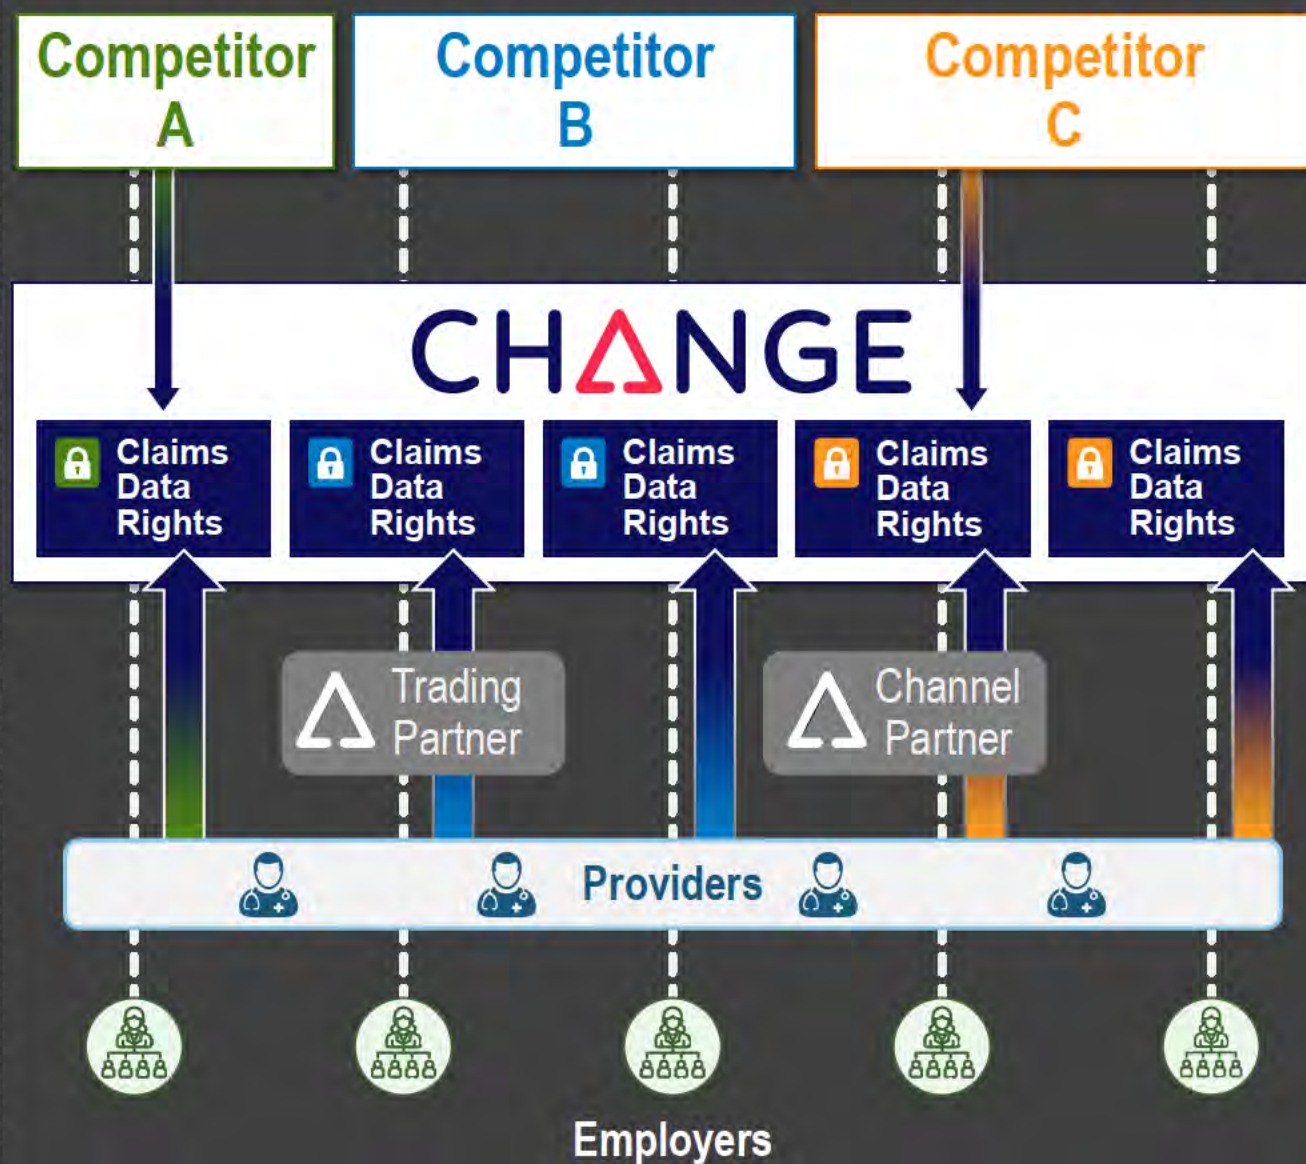 Competitor
A
Competitor
B
Competitor
C
CHANGE
Claims
Data
Rights
Claims
Data
Rights
Claims
Data
Rights
Claims
Data
Rights
Claims
Data
Rights
Trading
Partner
Channel
Partner
Providers
Employers